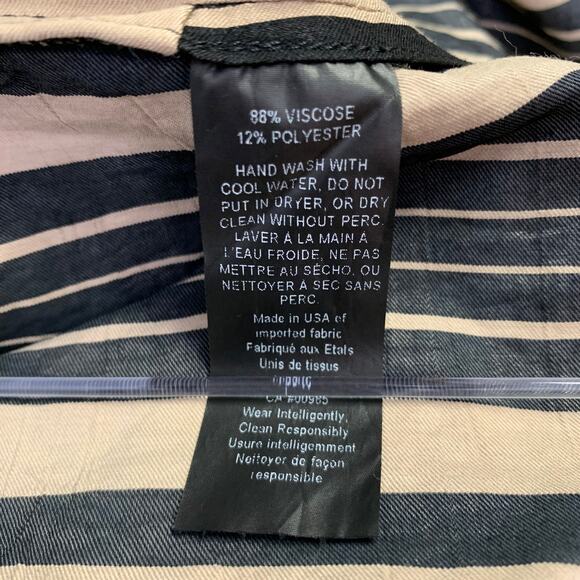 88% VISCOSE
12% POLYESTER
HAND WASH WITH
COOL WATER, DO NOT
PUT IN DRYER, OR DRY
CLEAN WITHOUT PERC.
LAVER À LA MAIN À
L'EAU FROIDE, NE PAS
METTRE AU SÉCHO, OU
NETTOYER À SEC SANS
PERC.
Made in USA of
imported fabric
Fabriqué aux Etats
Unis de tissus
CA #00985
Wear Intelligently,
Clean Responsibly
Usure intelligemment
Nettoyer de façon
responsible